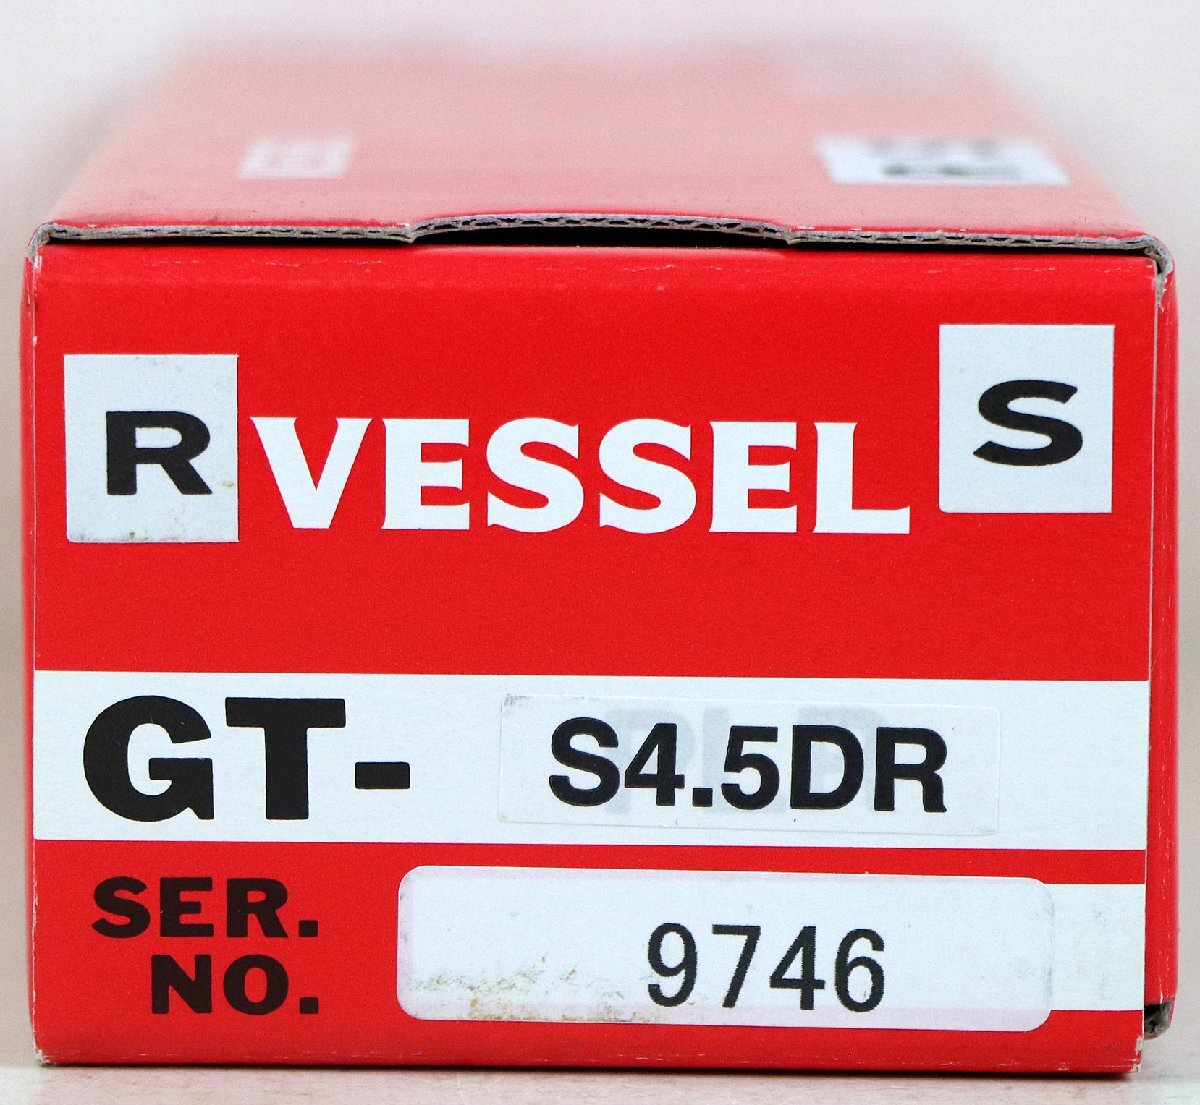 R VESSEL S
GT- S4.5DR
SER. NO. 9746